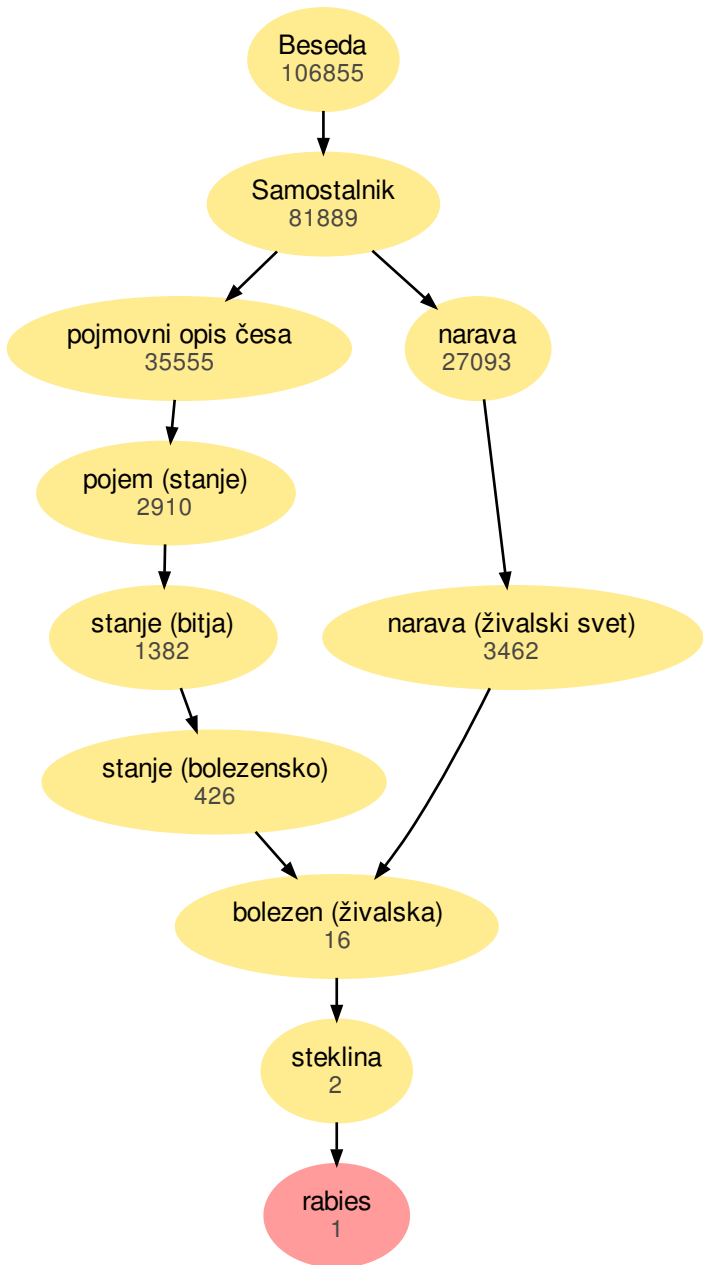 Beseda
106855
Samostalnik
81889
pojmovni opis česa
35555
narava
27093
pojem (stanje)
2910
stanje (bitja)
1382
narava (živalski svet)
3462
stanje (bolezensko)
426
bolezen (živalska)
16
steklina
2
rabies
1